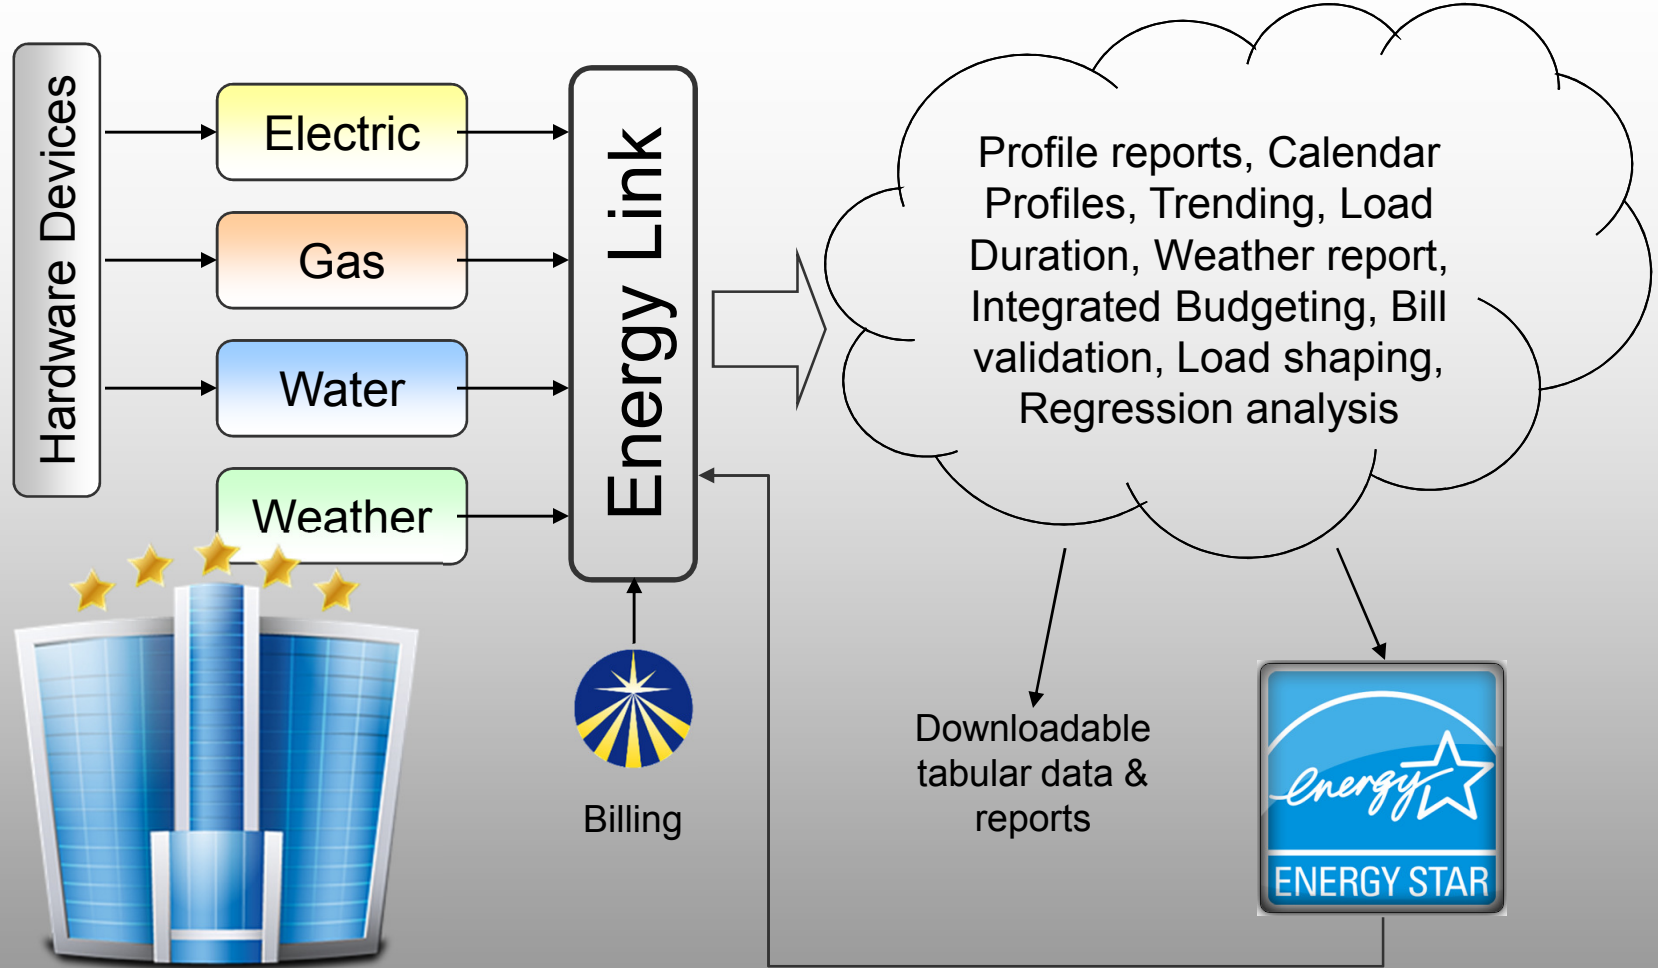 Hardware Devices
Electric
Gas
Water
Weather
Energy Link
Billing
Profile reports, Calendar
Profiles, Trending, Load
Duration, Weather report,
Integrated Budgeting, Bill
validation, Load shaping,
Regression analysis
Downloadable
tabular data &
reports
energy
ENERGY STAR